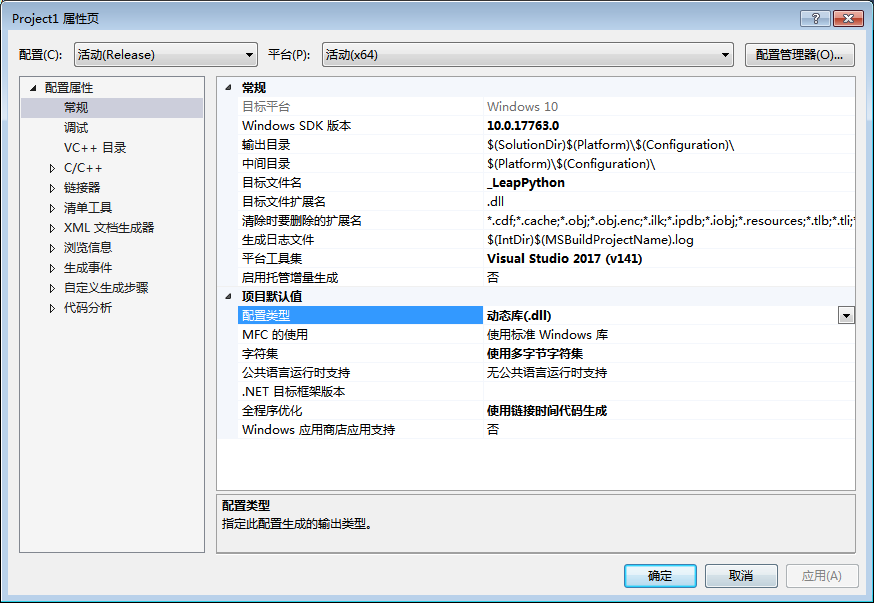 Project1 属性页
配置(C): 活动(Release) 平台(P): 活动(x64) 配置管理器(O)...
配置属性
常规
调试
VC++ 目录
C/C++
链接器
清单工具
XML 文档生成器
浏览信息
生成事件
自定义生成步骤
代码分析
常规
目标平台 Windows 10
Windows SDK 版本 10.0.17763.0
输出目录 $(SolutionDir)$(Platform)\$(Configuration)\
中间目录 $(Platform)\$(Configuration)\
目标文件名 _LeapPython
目标文件扩展名 .dll
清除时要删除的扩展名 *.cdf;*.cache;*.obj;*.obj.enc;*.ilk;*.ipdb;*.iobj;*.resources;*.tlb;*.tli;*
生成日志文件 $(IntDir)$(MSBuildProjectName).log
平台工具集 Visual Studio 2017 (v141)
启用托管增量生成 否
项目默认值
配置类型 动态库(.dll)
MFC 的使用 使用标准 Windows 库
字符集 使用多字节字符集
公共语言运行时支持 无公共语言运行时支持
.NET 目标框架版本
全程序优化 使用链接时间代码生成
Windows 应用商店应用支持 否
配置类型
指定此配置生成的输出类型。
确定 取消 应用(A)